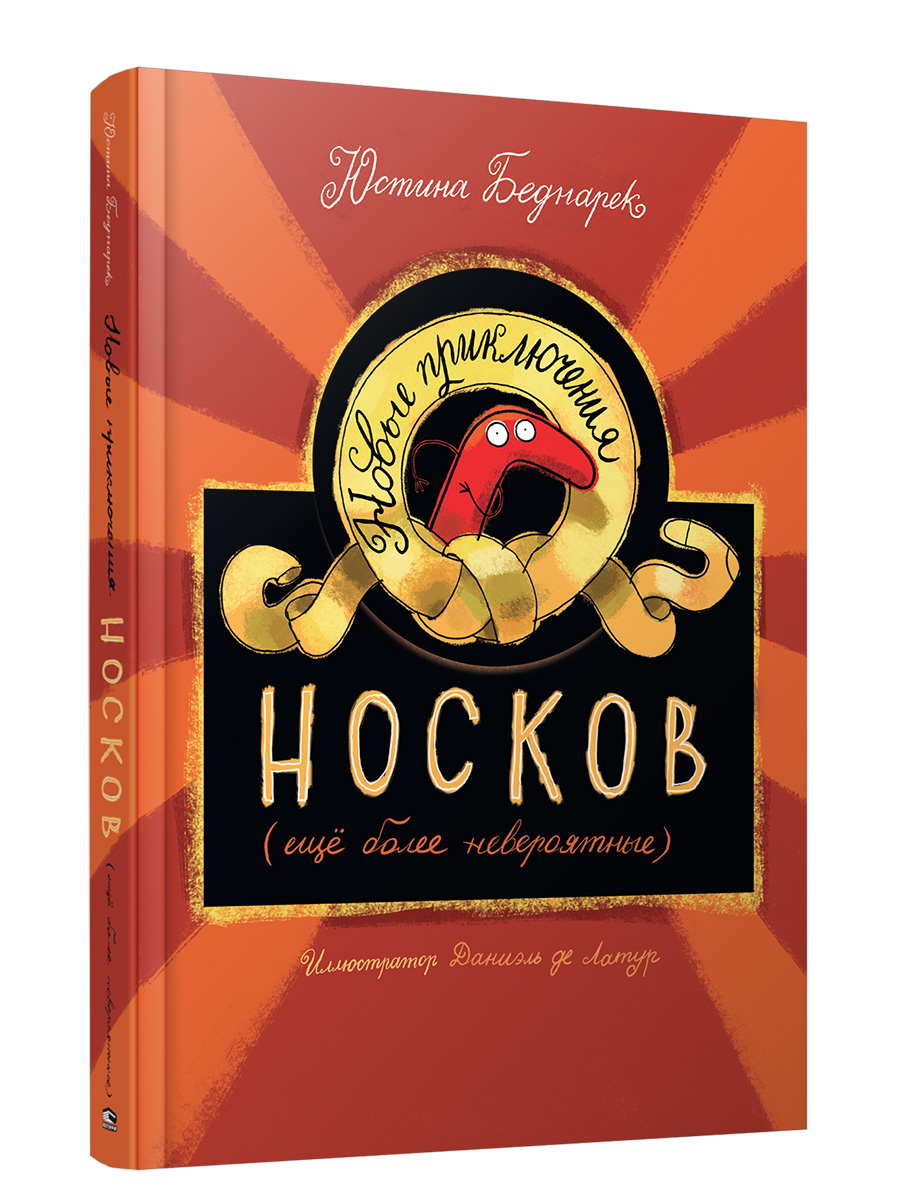 Юстина Беднарек
Новые приключения
НОСКОВ
(ещё более невероятные)
Иллюстратор Даниэль де Латур
Юстина Беднарек Новые приключения НОСКОВ (ещё более невероятные)